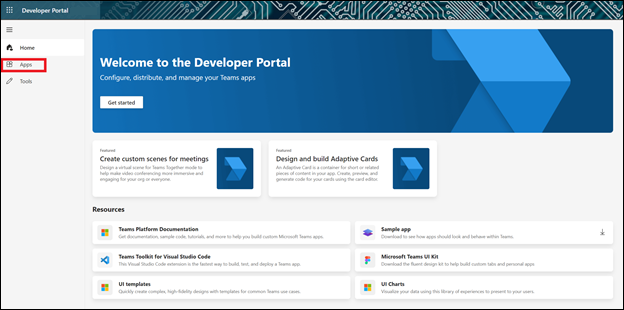 Developer Portal
Home
Apps
Tools
Welcome to the Developer Portal
Configure, distribute, and manage your Teams apps
Get started
Featured
Create custom scenes for meetings
Design a virtual scene for Teams Together mode to
help make video conferencing more immersive and
engaging for your org or everyone.
Featured
Design and build Adaptive Cards
An Adaptive Card is a container for short or related
pieces of content in your app. Create, preview, and
generate code for your cards using the card editor.
Resources
Teams Platform Documentation
Get documentation, sample code, tutorials, and more to help you build custom Microsoft Teams apps.
Sample app
Download to see how apps should look and behave within Teams.
Teams Toolkit for Visual Studio Code
This Visual Studio Code extension is the fastest way to build, test, and deploy a Teams app.
Microsoft Teams UI Kit
Download the fluent design kit to help build custom tabs and personal apps
UI templates
Quickly create complex, high-fidelity designs with templates for common Teams use cases.
UI Charts
Visualize your data using this library of experiences to present to your users.